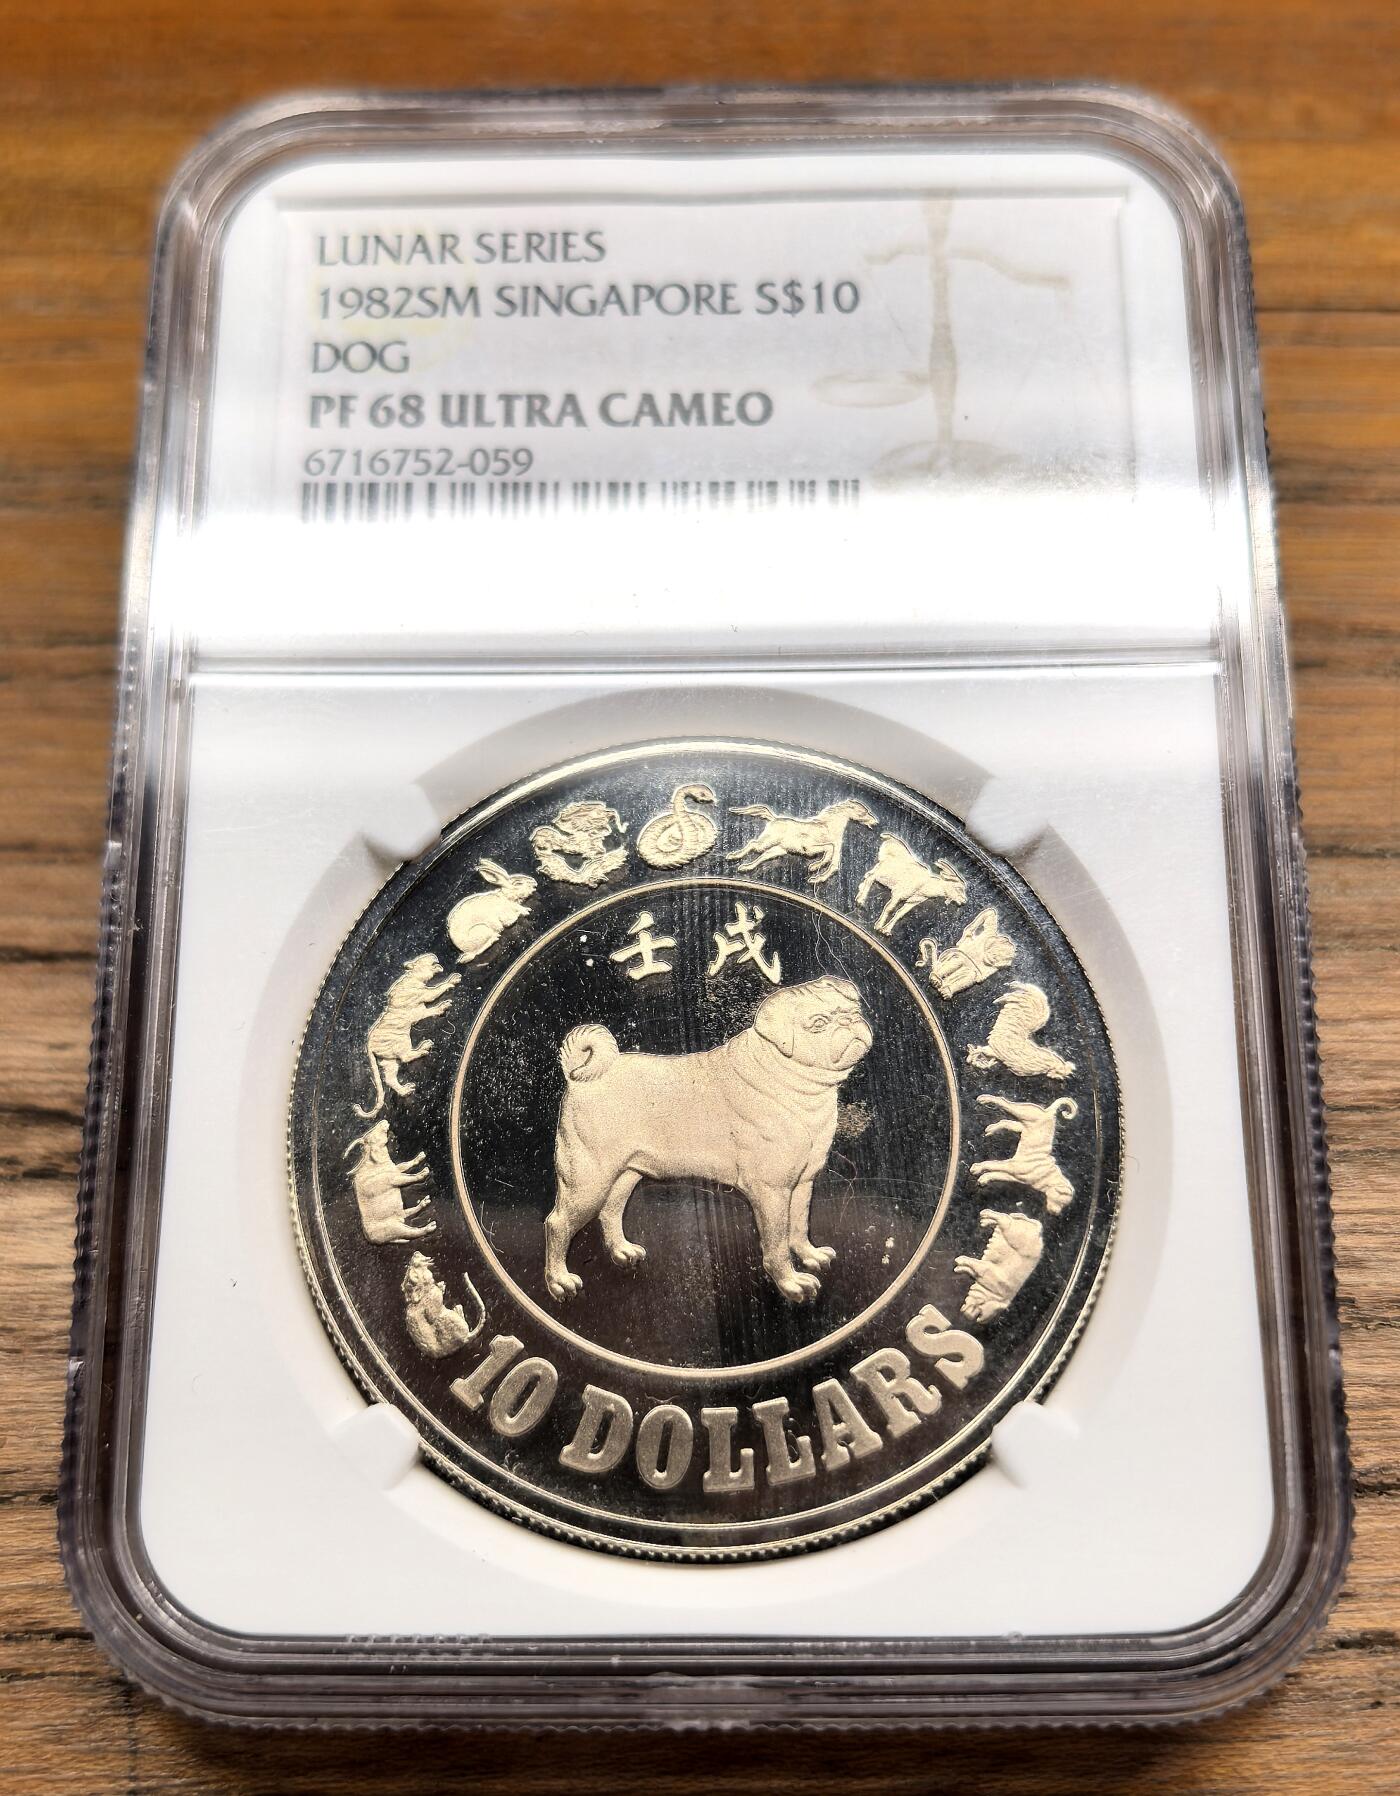 LUNAR SERIES
1982SM SINGAPORE S$10
DOG
PF 68 ULTRA CAMEO
6716752-059
壬戌
10 DOLLARS